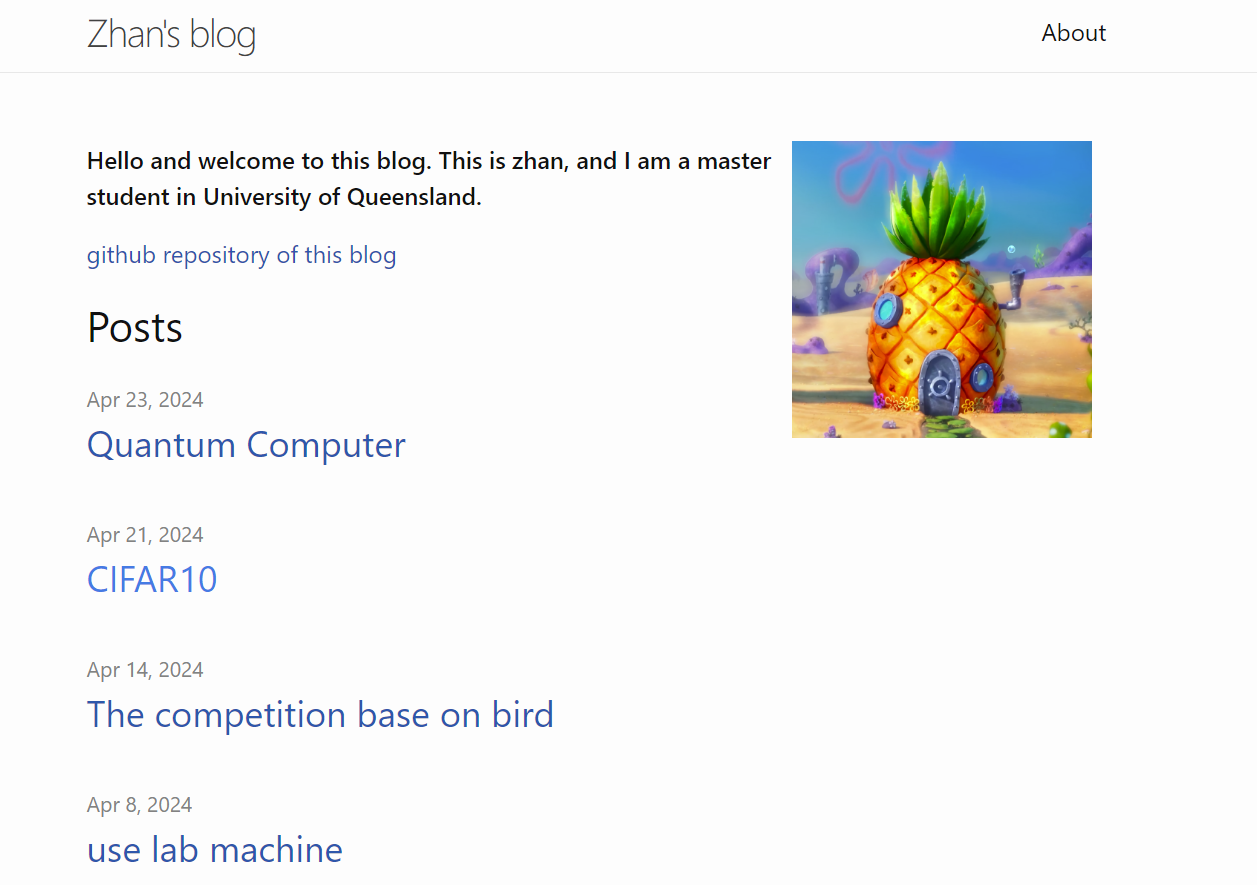 Zhan's blog
About
Hello and welcome to this blog. This is zhan, and I am a master
student in University of Queensland.
github repository of this blog
Posts
Apr 23, 2024
Quantum Computer
Apr 21, 2024
CIFAR10
Apr 14, 2024
The competition base on bird
Apr 8, 2024
use lab machine